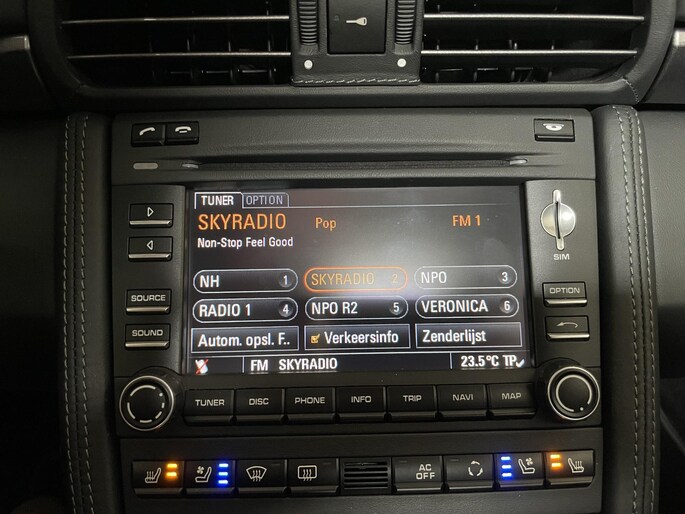 TUNER OPTION
SKYRADIO Pop FM 1
Non-Stop Feel Good
NH 1 SKYRADIO 2 NPO 3
RADIO 1 4 NPO R2 5 VERONICA 6
Autom. opsl. F.. Verkeersinfo Zenderlijst
FM SKYRADIO 23.5°C TP
SOURCE
SOUND
SIM
OPTION
TUNER DISC PHONE INFO TRIP NAVI MAP
AC
OFF